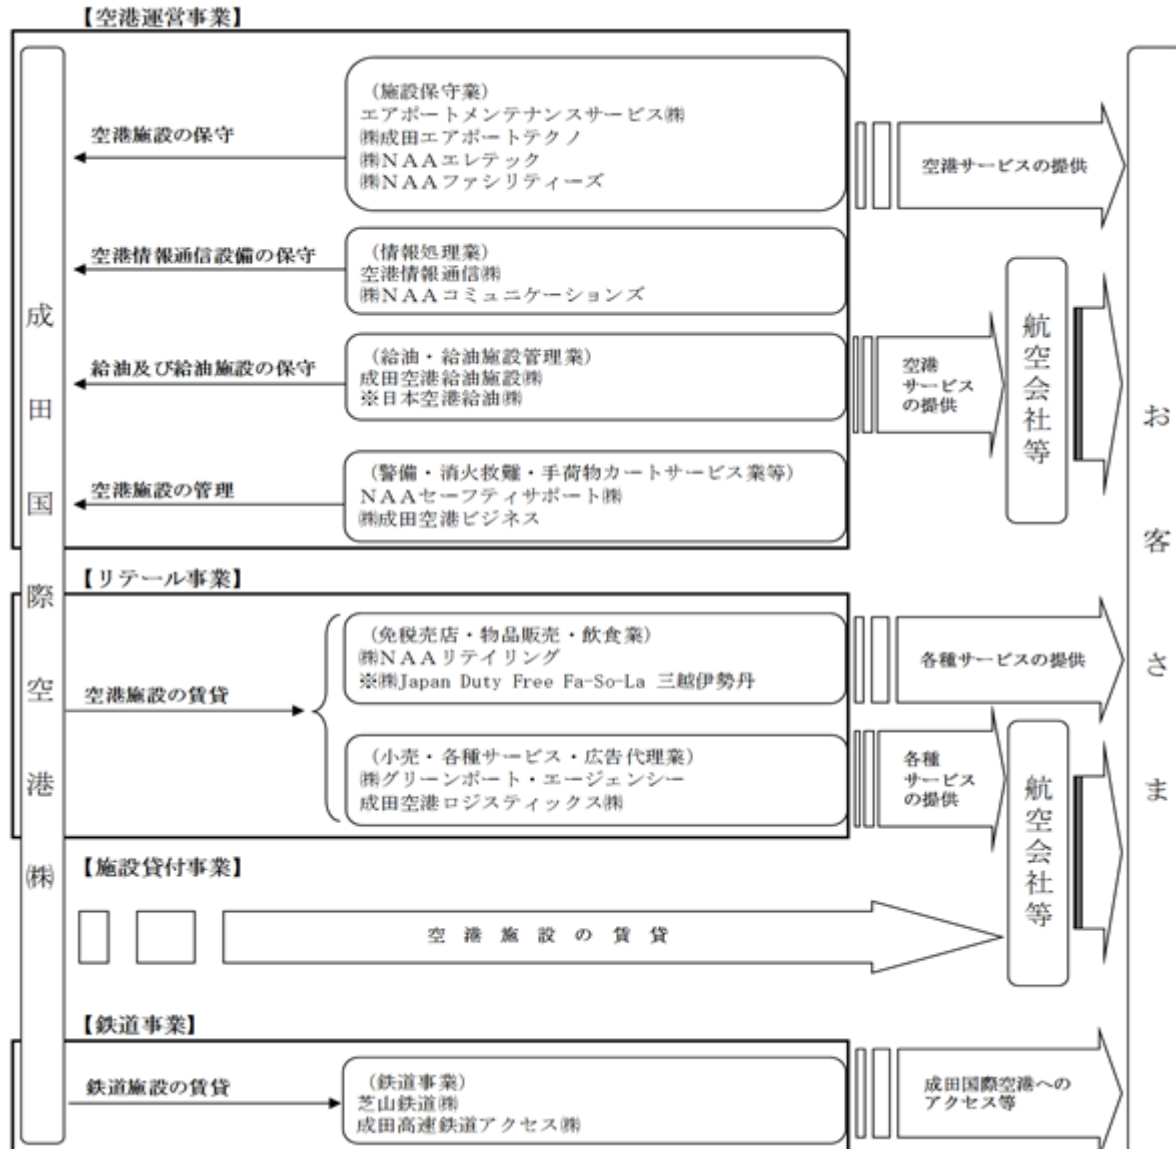 【空港運営事業】
成田国際空港㈱
空港施設の保守
（施設保守業）
エアポートメンテナンスサービス㈱
㈱成田エアポートテクノ
㈱ＮＡＡエレテック
㈱ＮＡＡファシリティーズ
空港サービスの提供
空港情報通信設備の保守
（情報処理業）
空港情報通信㈱
㈱ＮＡＡコミュニケーションズ
給油及び給油施設の保守
（給油・給油施設管理業）
成田空港給油施設㈱
※日本空港給油㈱
空港
サービス
の提供
航空会社等
お客さま
空港施設の管理
（警備・消火救難・手荷物カートサービス業等）
ＮＡＡセーフティサポート㈱
㈱成田空港ビジネス
【リテール事業】
空港施設の賃貸
（免税売店・物品販売・飲食業）
㈱ＮＡＡリテイリング
※㈱Japan Duty Free Fa-So-La 三越伊勢丹
各種サービスの提供
（小売・各種サービス・広告代理業）
㈱グリーンポート・エージェンシー
成田空港ロジスティックス㈱
各種
サービス
の提供
航空会社等
【施設貸付事業】
空港施設の賃貸
【鉄道事業】
鉄道施設の賃貸
（鉄道事業）
芝山鉄道㈱
成田高速鉄道アクセス㈱
成田国際空港への
アクセス等